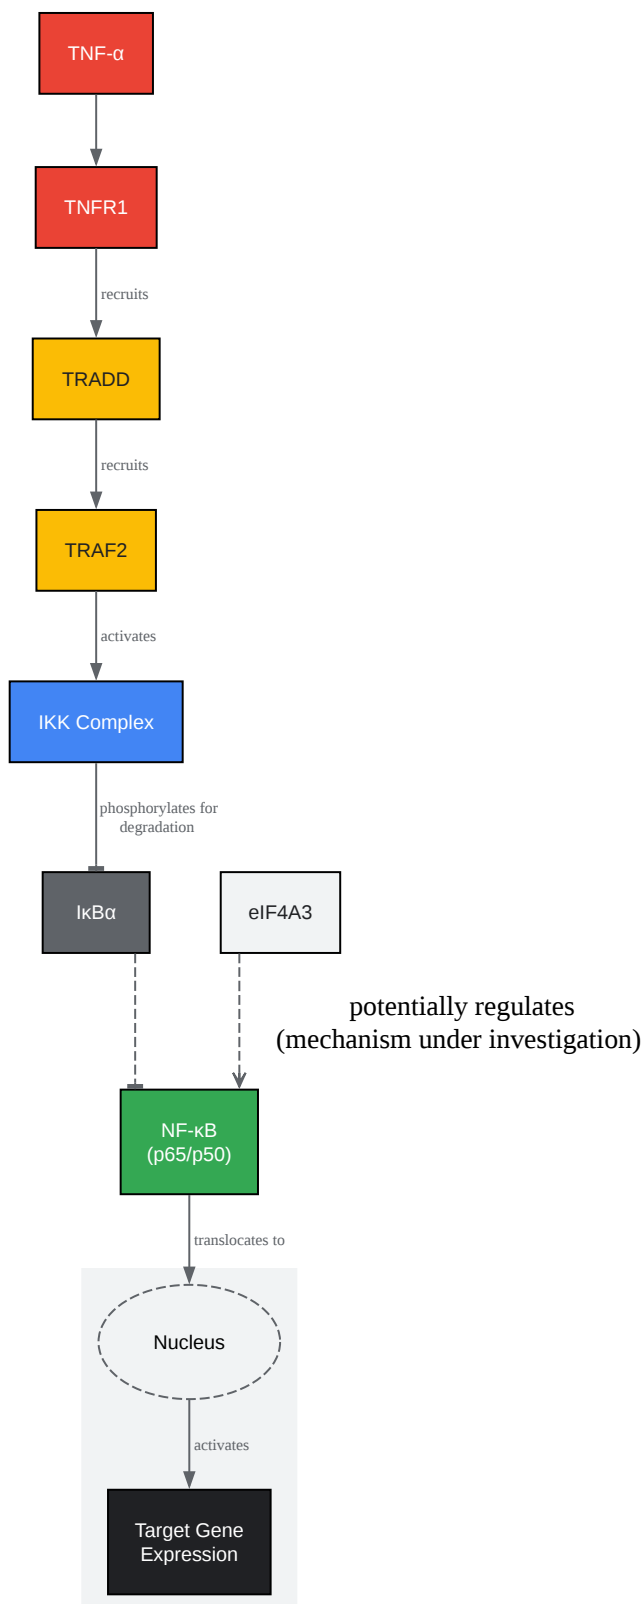 TNF-α
TNFR1
recruits
TRADD
recruits
TRAF2
activates
IKK Complex
phosphorylates for
degradation
IκBα
eIF4A3
potentially regulates
(mechanism under investigation)
NF-κB
(p65/p50)
translocates to
Nucleus
activates
Target Gene
Expression